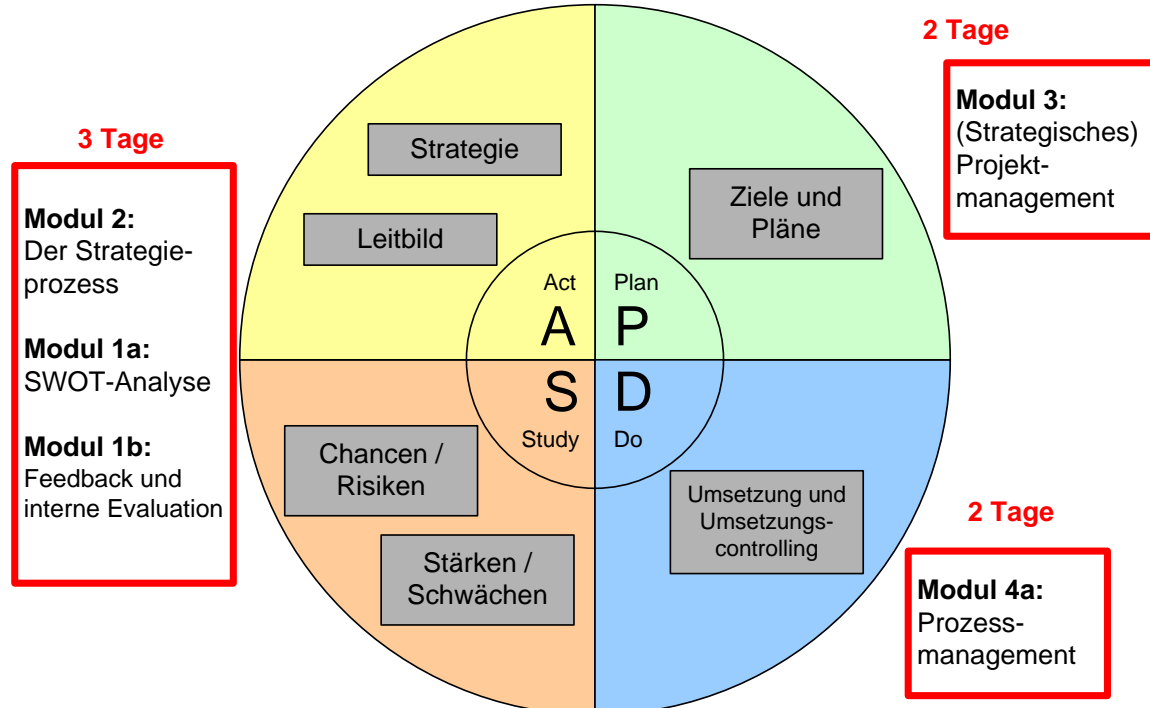 3 Tage
Modul 2:
Der Strategie-
prozess
Modul 1a:
SWOT-Analyse
Modul 1b:
Feedback und
interne Evaluation
Strategie
Leitbild
Act
A
Plan
P
S
Study
D
Do
Ziele und
Pläne
Chancen /
Risiken
Stärken /
Schwächen
Umsetzung und
Umsetzungs-
controlling
2 Tage
Modul 3:
(Strategisches)
Projekt-
management
2 Tage
Modul 4a:
Prozess-
management